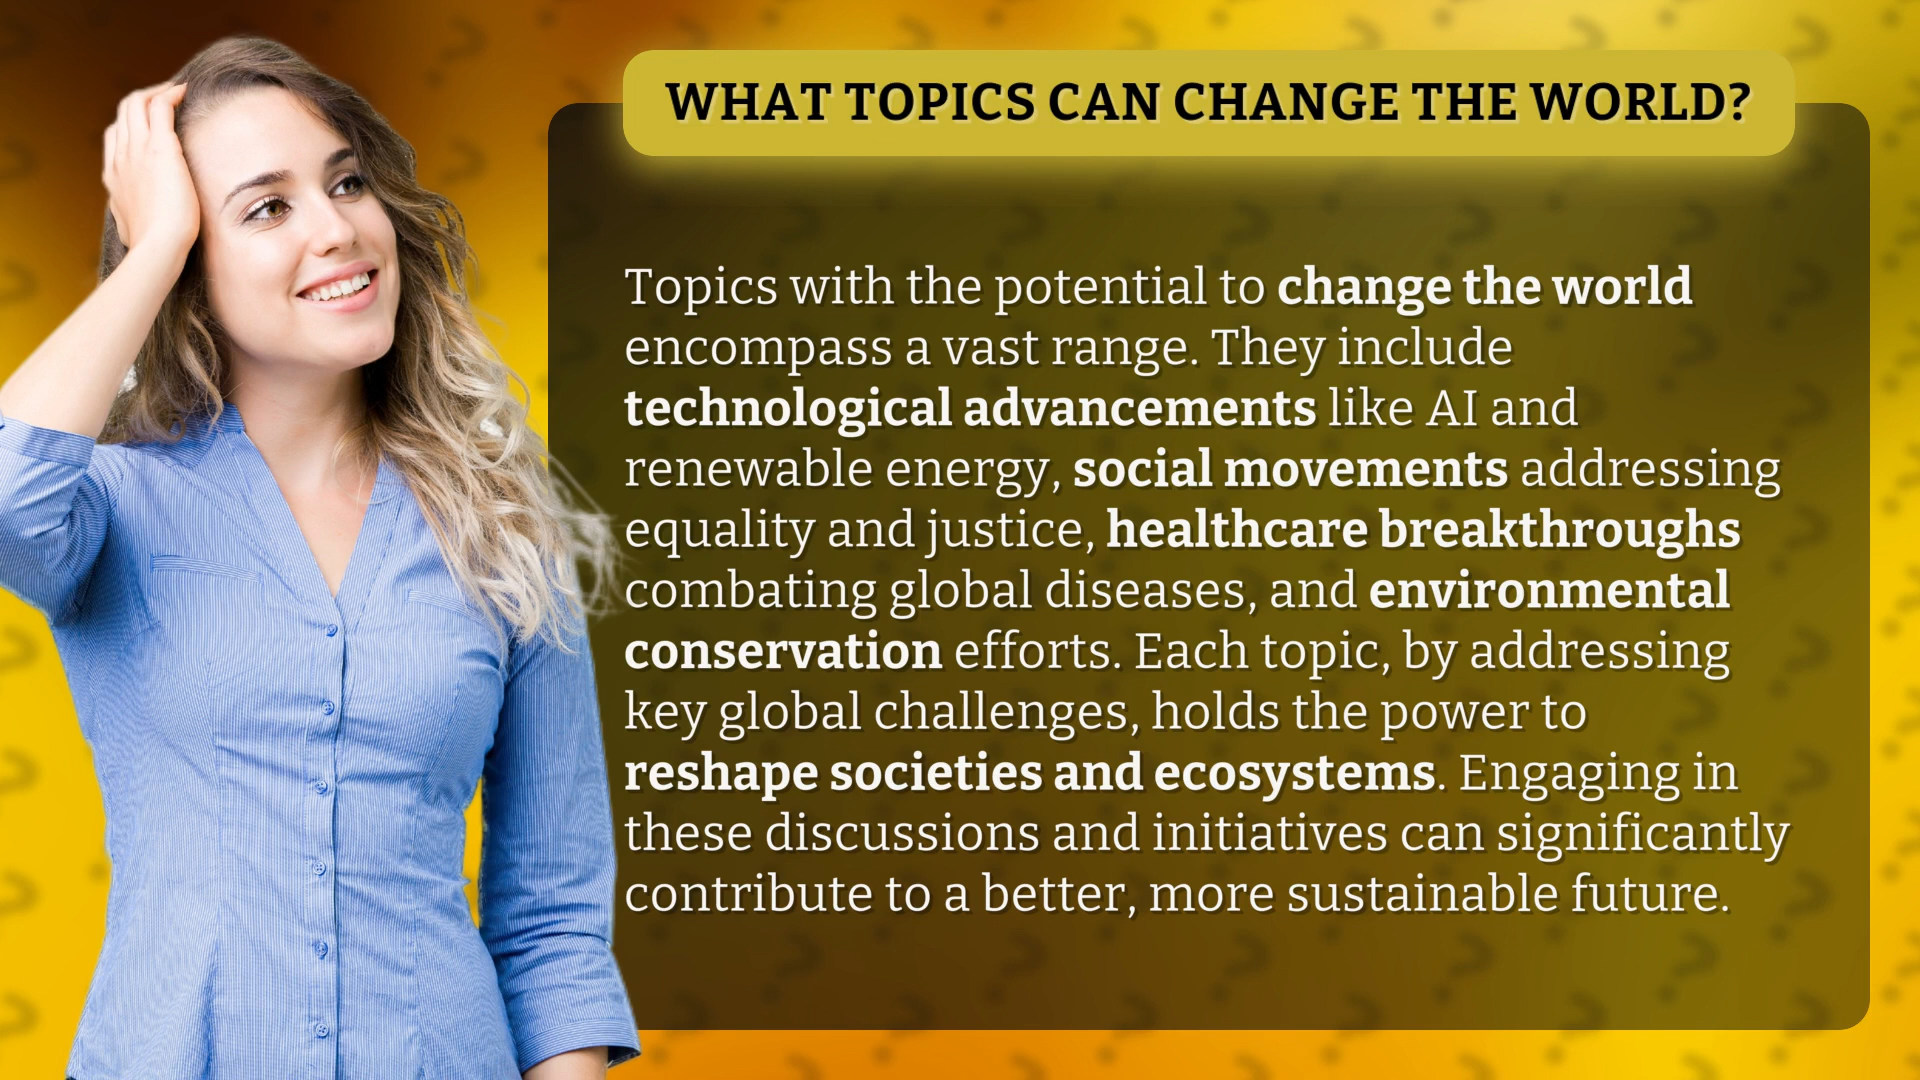 WHAT TOPICS CAN CHANGE THE WORLD?
Topics with the potential to change the world
encompass a vast range. They include
technological advancements like AI and
renewable energy, social movements addressing
equality and justice, healthcare breakthroughs
combating global diseases, and environmental
conservation efforts. Each topic, by addressing
key global challenges, holds the power to
reshape societies and ecosystems. Engaging in
these discussions and initiatives can significantly
contribute to a better, more sustainable future.